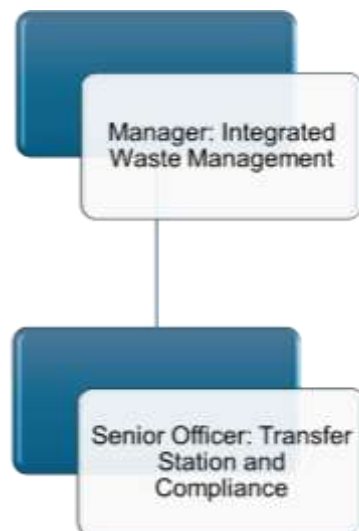 Manager: Integrated
Waste Management
Senior Officer: Transfer
Station and
Compliance